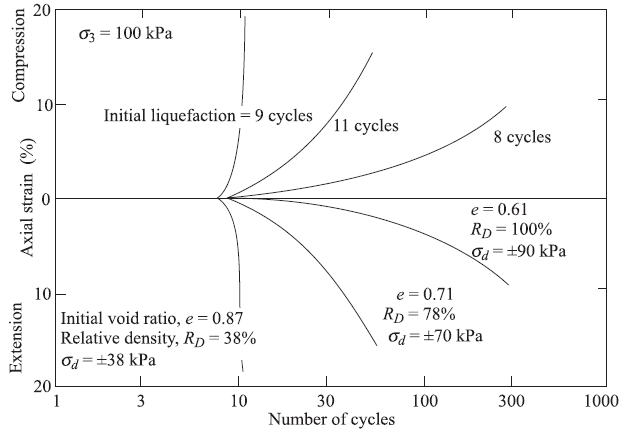 20
σ3 = 100 kPa
Compression
10
Initial liquefaction = 9 cycles
11 cycles
8 cycles
Axial strain (%)
0
e = 0.61
RD = 100%
σd = ±90 kPa
10
e = 0.71
RD = 78%
σd = ±70 kPa
Initial void ratio, e = 0.87
Relative density, RD = 38%
σd = ±38 kPa
Extension
20
1 3 10 30 100 300 1000
Number of cycles